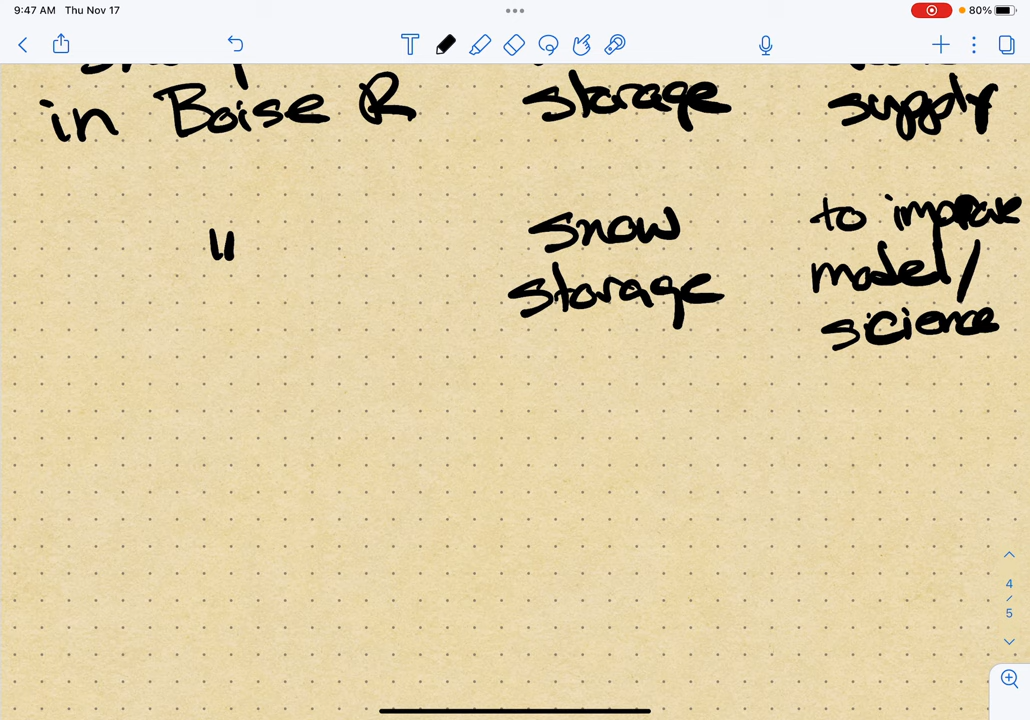 9:47 AM Thu Nov 17
80%
in Boise R
storage
supply
"
snow
storage
to improve
model/
science
4
/
5